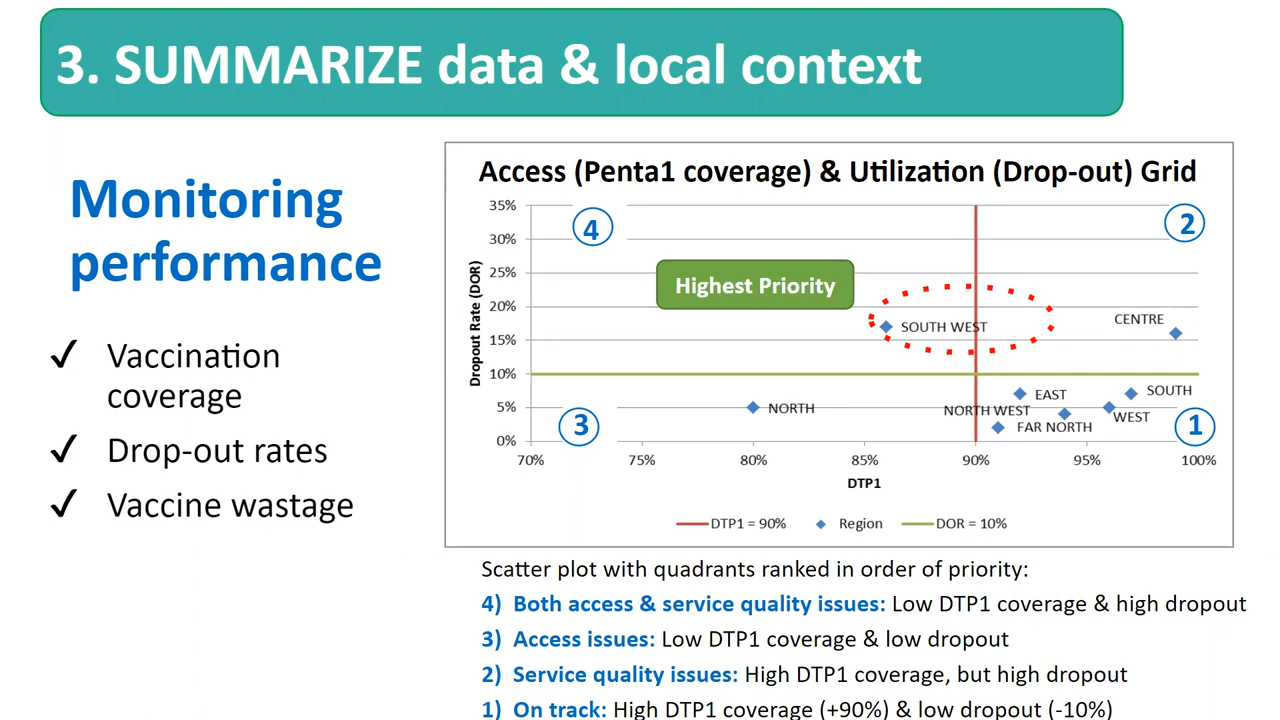 3. SUMMARIZE data & local context
Monitoring
performance
✓ Vaccination
coverage
✓ Drop-out rates
✓ Vaccine wastage
Access (Penta1 coverage) & Utilization (Drop-out) Grid
Dropout Rate (DOR)
35%
30%
25%
20%
15%
10%
5%
0%
4
2
Highest Priority
SOUTH WEST
CENTRE
NORTH
EAST
SOUTH
NORTH WEST
WEST
FAR NORTH
3
1
70% 75% 80% 85% 90% 95% 100%
DTP1
DTP1 = 90% Region DOR = 10%
Scatter plot with quadrants ranked in order of priority:
4) Both access & service quality issues: Low DTP1 coverage & high dropout
3) Access issues: Low DTP1 coverage & low dropout
2) Service quality issues: High DTP1 coverage, but high dropout
1) On track: High DTP1 coverage (+90%) & low dropout (-10%)